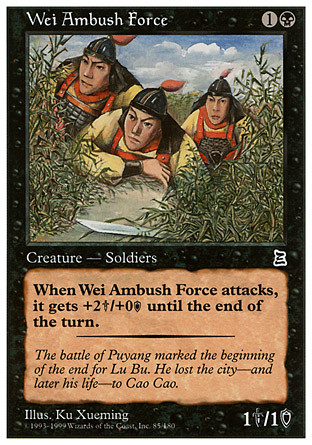 Wei Ambush Force 1
Creature — Soldiers
When Wei Ambush Force attacks,
it gets +2/+0 until the end of
the turn.
The battle of Puyang marked the beginning
of the end for Lu Bu. He lost the city—and
later his life—to Cao Cao.
Illus. Ku Xueming
© 1993-1999 Wizards of the Coast, Inc. 85/180
1/1